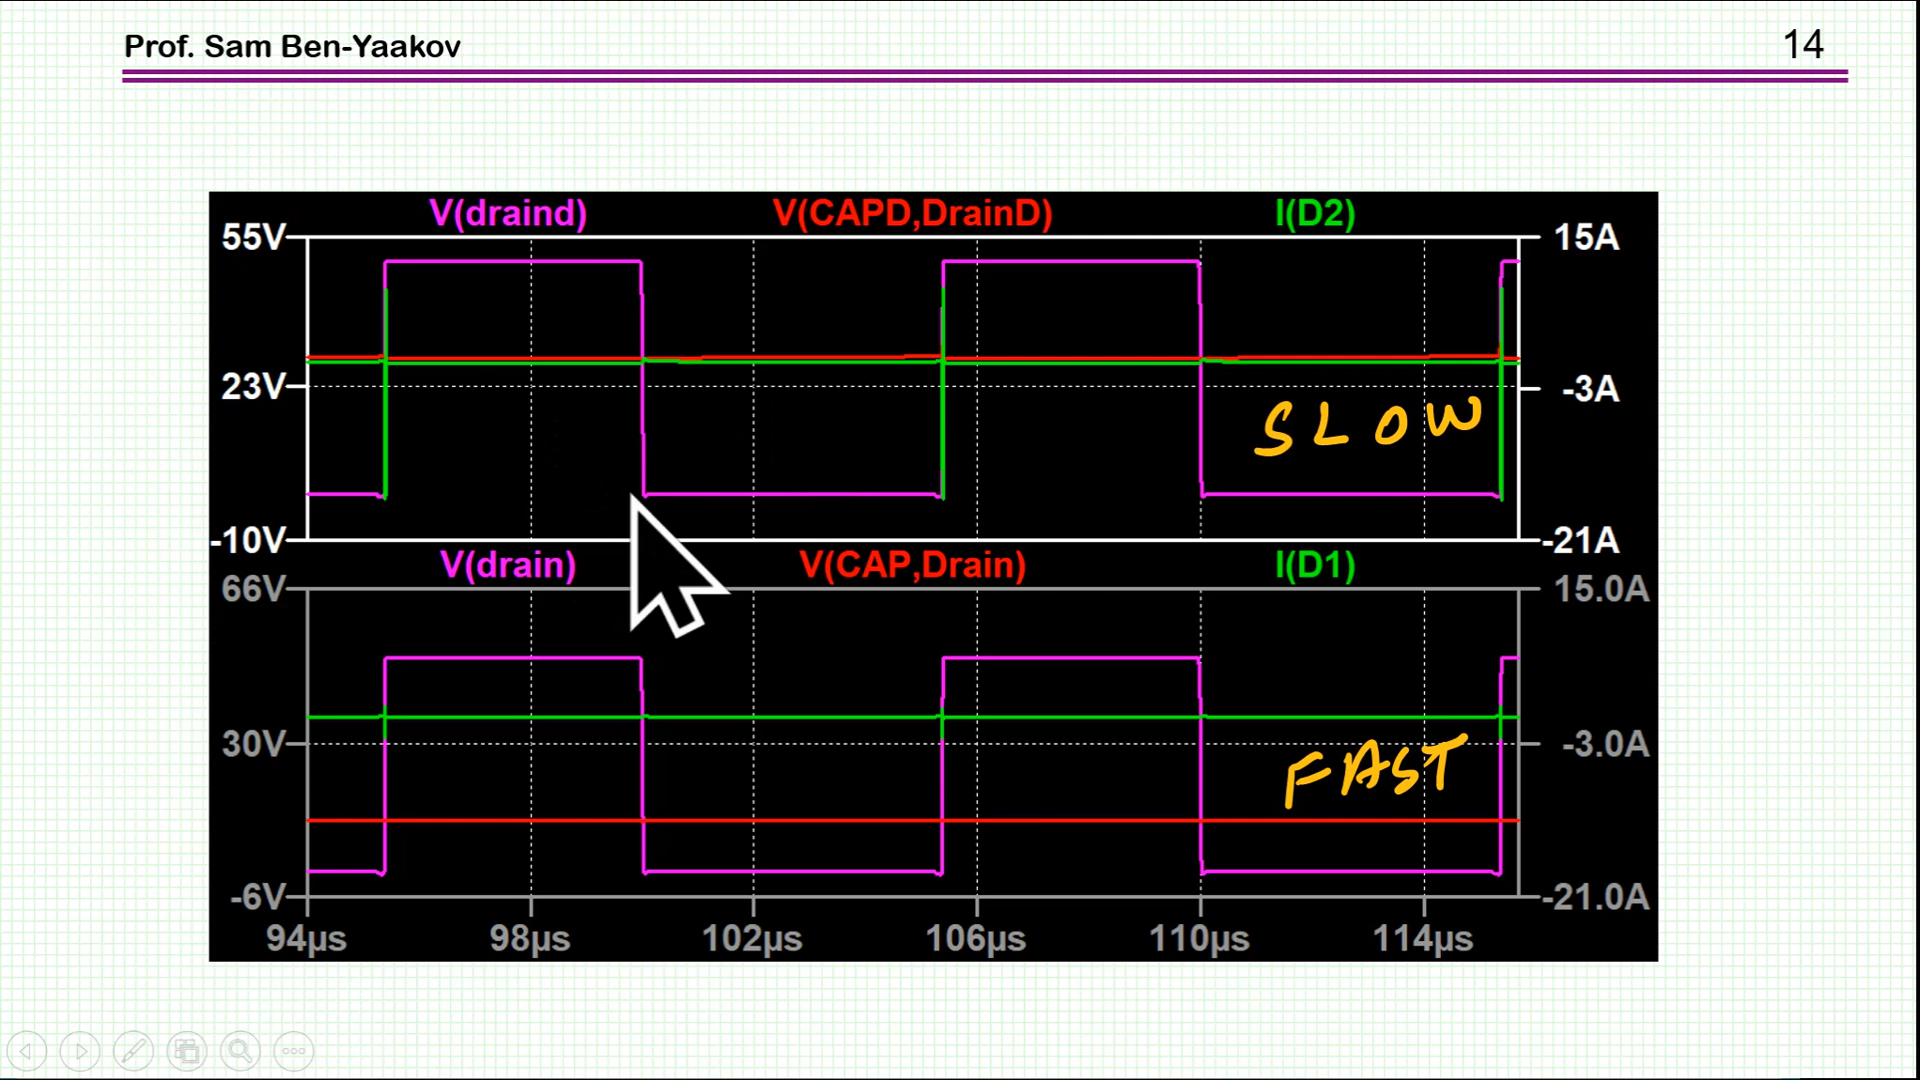 Prof. Sam Ben-Yaakov 14
V(draind) V(CAPD,DrainD) I(D2)
55V 15A
23V -3A
SLOW
-10V -21A
V(drain) V(CAP,Drain) I(D1)
66V 15.0A
30V -3.0A
FAST
-6V -21.0A
94µs 98µs 102µs 106µs 110µs 114µs